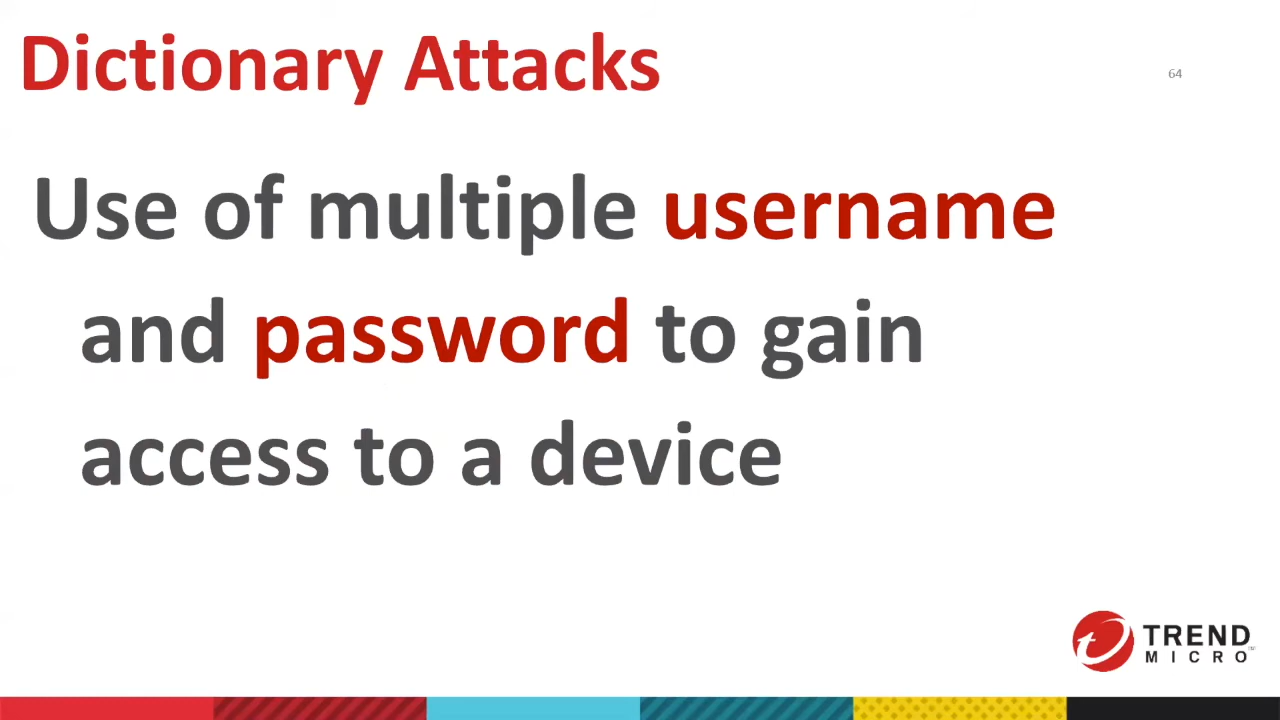 Dictionary Attacks
64
Use of multiple username
and password to gain
access to a device
TREND
MICRO